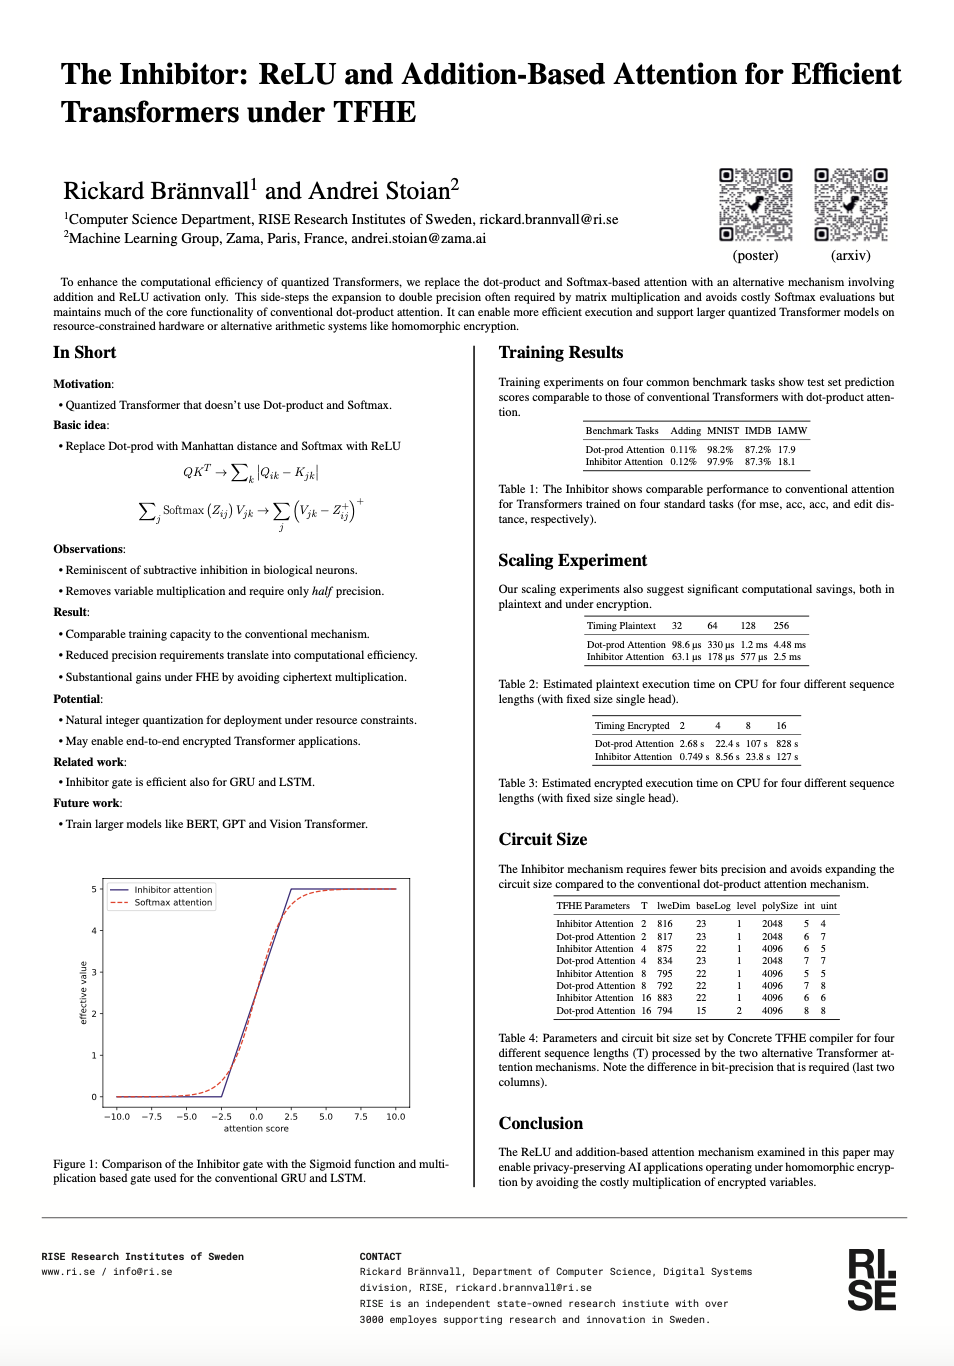 The Inhibitor: ReLU and Addition-Based Attention for Efficient
Transformers under TFHE
Rickard Brännvall¹ and Andrei Stoian²
¹Computer Science Department, RISE Research Institutes of Sweden, rickard.brannvall@ri.se
²Machine Learning Group, Zama, Paris, France, andrei.stoian@zama.ai
(poster) (arxiv)
To enhance the computational efficiency of quantized Transformers, we replace the dot-product and Softmax-based attention with an alternative mechanism involving
addition and ReLU activation only. This side-steps the expansion to double precision often required by matrix multiplication and avoids costly Softmax evaluations but
maintains much of the core functionality of conventional dot-product attention. It can enable more efficient execution and support larger quantized Transformer models on
resource-constrained hardware or alternative arithmetic systems like homomorphic encryption.
In Short
Motivation:
• Quantized Transformer that doesn't use Dot-product and Softmax.
Basic idea:
• Replace Dot-prod with Manhattan distance and Softmax with ReLU
QK^T → ∑_k |Q_ik − K_jk|
∑_j Softmax (Z_ij) V_jk → ∑_j (V_jk − Z_ij^+)^+
Observations:
• Reminiscent of subtractive inhibition in biological neurons.
• Removes variable multiplication and require only half precision.
Result:
• Comparable training capacity to the conventional mechanism.
• Reduced precision requirements translate into computational efficiency.
• Substantional gains under FHE by avoiding ciphertext multiplication.
Potential:
• Natural integer quantization for deployment under resource constraints.
• May enable end-to-end encrypted Transformer applications.
Related work:
• Inhibitor gate is efficient also for GRU and LSTM.
Future work:
• Train larger models like BERT, GPT and Vision Transformer.
Inhibitor attention
Softmax attention
effective value
5
4
3
2
1
0
−10.0 −7.5 −5.0 −2.5 0.0 2.5 5.0 7.5 10.0
attention score
Figure 1: Comparison of the Inhibitor gate with the Sigmoid function and multi-
plication based gate used for the conventional GRU and LSTM.
Training Results
Training experiments on four common benchmark tasks show test set prediction
scores comparable to those of conventional Transformers with dot-product atten-
tion.
Benchmark Tasks Adding MNIST IMDB IAMW
Dot-prod Attention 0.11% 98.2% 87.2% 17.9
Inhibitor Attention 0.12% 97.9% 87.3% 18.1
Table 1: The Inhibitor shows comparable performance to conventional attention
for Transformers trained on four standard tasks (for mse, acc, acc, and edit dis-
tance, respectively).
Scaling Experiment
Our scaling experiments also suggest significant computational savings, both in
plaintext and under encryption.
Timing Plaintext 32 64 128 256
Dot-prod Attention 98.6 µs 330 µs 1.2 ms 4.48 ms
Inhibitor Attention 63.1 µs 178 µs 577 µs 2.5 ms
Table 2: Estimated plaintext execution time on CPU for four different sequence
lengths (with fixed size single head).
Timing Encrypted 2 4 8 16
Dot-prod Attention 2.68 s 22.4 s 107 s 828 s
Inhibitor Attention 0.749 s 8.56 s 23.8 s 127 s
Table 3: Estimated encrypted execution time on CPU for four different sequence
lengths (with fixed size single head).
Circuit Size
The Inhibitor mechanism requires fewer bits precision and avoids expanding the
circuit size compared to the conventional dot-product attention mechanism.
TFHE Parameters T lweDim baseLog level polySize int uint
Inhibitor Attention 2 816 23 1 2048 5 4
Dot-prod Attention 2 817 23 1 2048 6 7
Inhibitor Attention 4 875 22 1 4096 6 5
Dot-prod Attention 4 834 23 1 2048 7 7
Inhibitor Attention 8 795 22 1 4096 5 5
Dot-prod Attention 8 792 22 1 4096 7 8
Inhibitor Attention 16 883 22 1 4096 6 6
Dot-prod Attention 16 794 15 2 4096 8 8
Table 4: Parameters and circuit bit size set by Concrete TFHE compiler for four
different sequence lengths (T) processed by the two alternative Transformer at-
tention mechanisms. Note the difference in bit-precision that is required (last two
columns).
Conclusion
The ReLU and addition-based attention mechanism examined in this paper may
enable privacy-preserving AI applications operating under homomorphic encryp-
tion by avoiding the costly multiplication of encrypted variables.
RISE Research Institutes of Sweden
www.ri.se / info@ri.se
CONTACT
Rickard Brännvall, Department of Computer Science, Digital Systems
division, RISE, rickard.brannvall@ri.se
RISE is an independent state-owned research instiute with over
3000 employes supporting research and innovation in Sweden.
RI.
SE